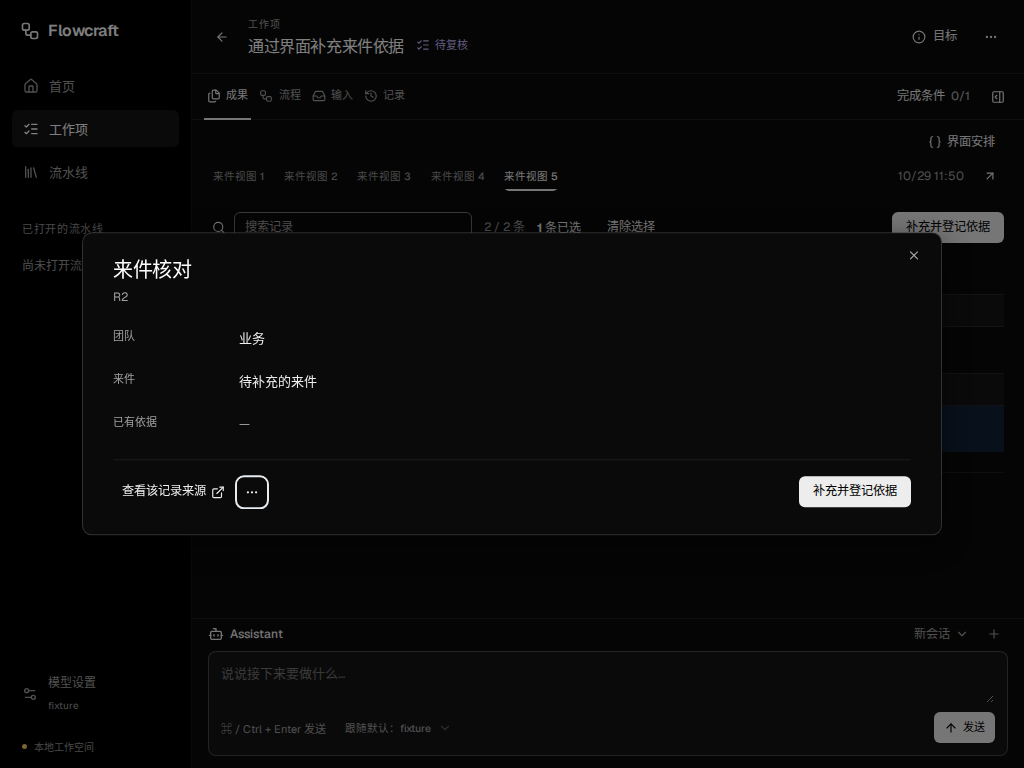 Flowcraft
首页
工作项
流水线
已打开的流水线
尚未打开流
模型设置
fixture
本地工作空间
工作项
通过界面补充来件依据
待复核
目标
成果
流程
输入
记录
完成条件 0/1
{ } 界面安排
来件视图 1
来件视图 2
来件视图 3
来件视图 4
来件视图 5
10/29 11:50
搜索记录
2 / 2 条
1 条已选
清除选择
补充并登记依据
来件核对
R2
团队
业务
来件
待补充的来件
已有依据
—
查看该记录来源
补充并登记依据
Assistant
新会话
说说接下来要做什么…
⌘ / Ctrl + Enter 发送
跟随默认：fixture
发送